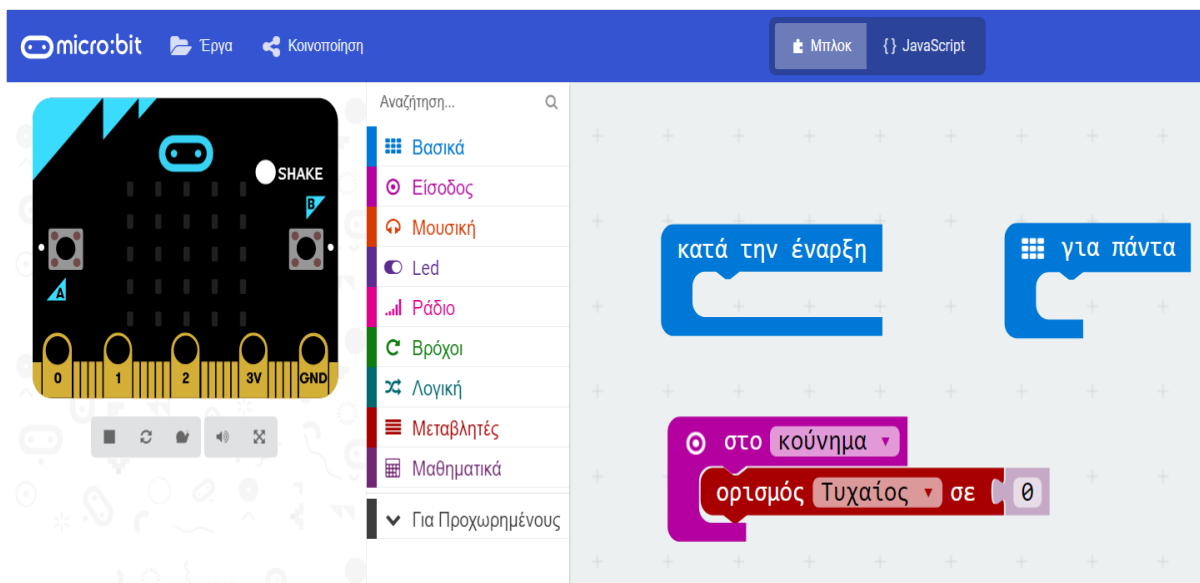 micro:bit Έργα Κοινοποίηση Μπλοκ {} JavaScript
Αναζήτηση...
Βασικά
Είσοδος
Μουσική
Led
Ράδιο
Βρόχοι
Λογική
Μεταβλητές
Μαθηματικά
Για Προχωρημένους
SHAKE
B
A
0 1 2 3V GND
κατά την έναρξη
για πάντα
στο κούνημα
ορισμός Τυχαίος σε 0